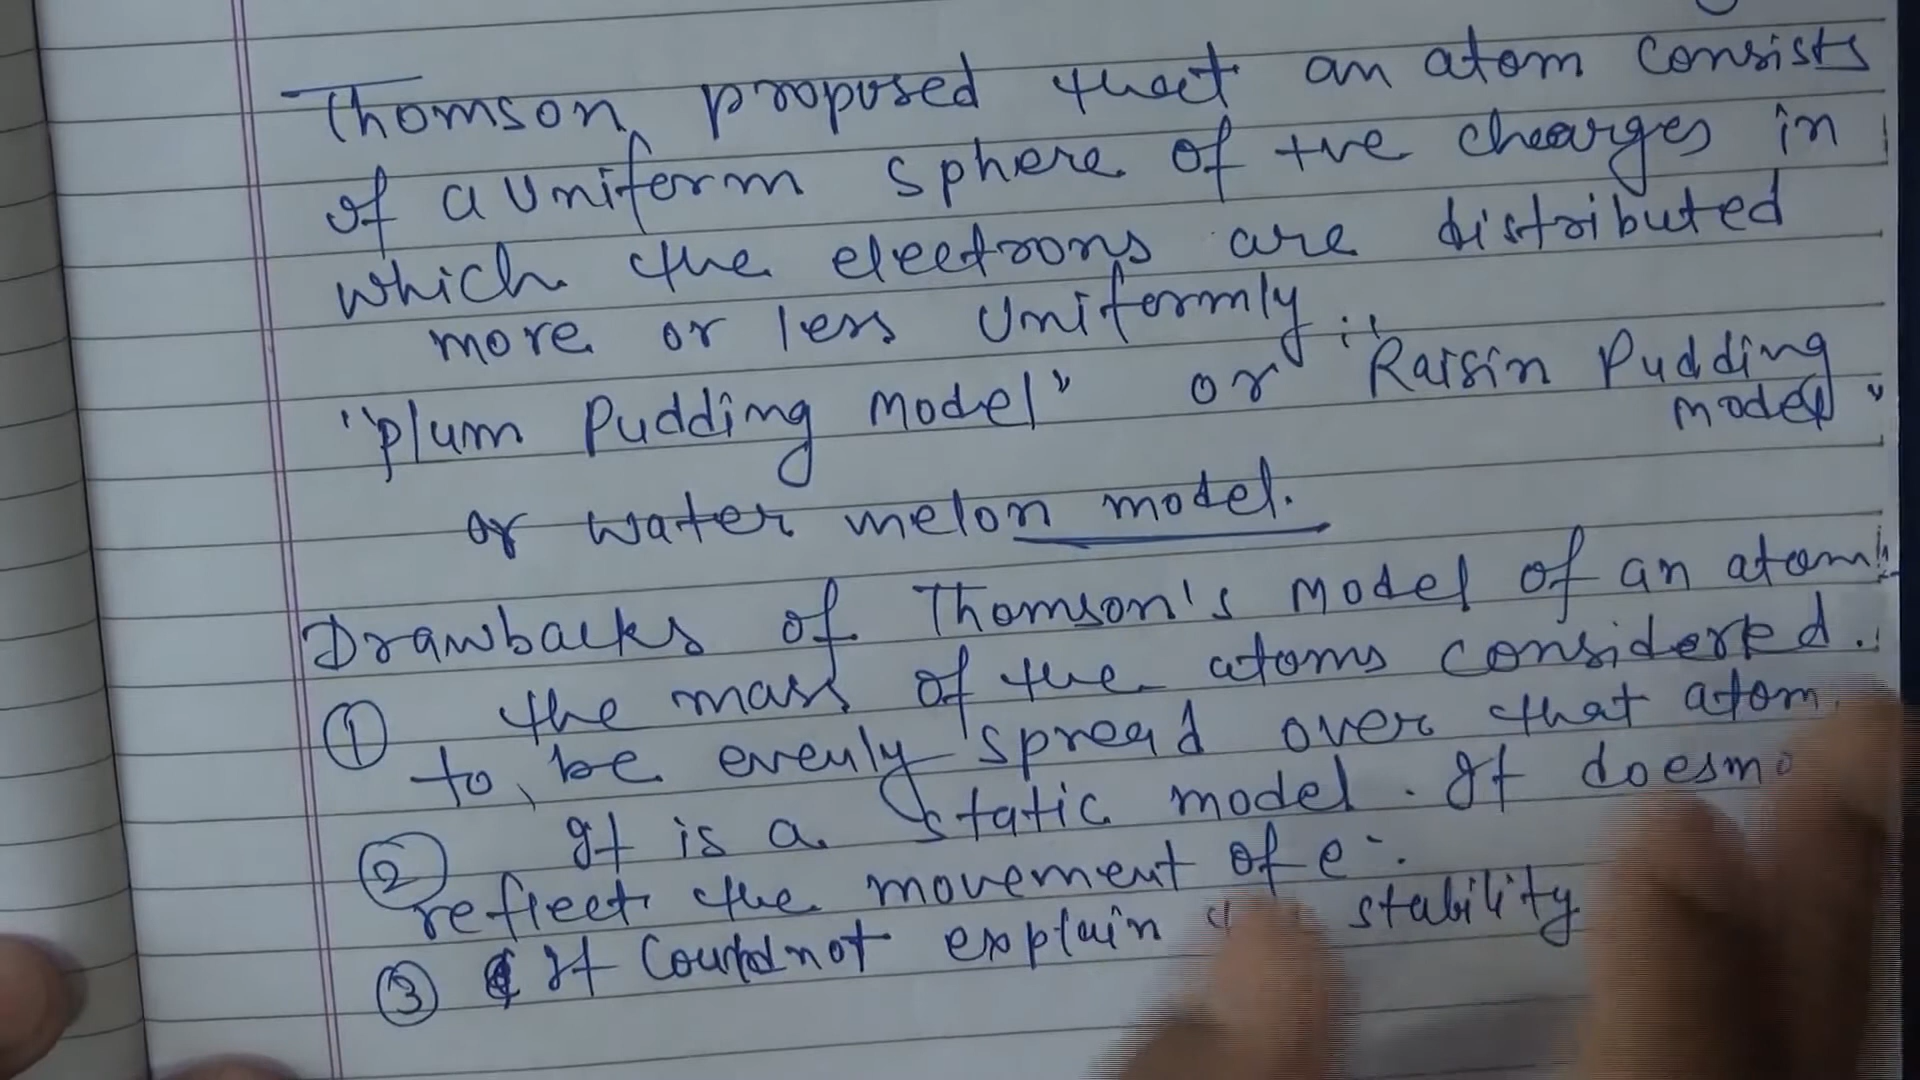 Thomson proposed that an atom consists
of a uniform sphere of +ve charges in
which the electrons are distributed
more or less uniformly.
"Plum Pudding Model" or "Raisin Pudding
model"
or water melon model.
Drawbacks of Thomson's Model of an atom:
① the mass of the atoms considered
to be evenly spread over that atom.
② It is a static model. It
reflect the movement of e⁻.
③ It Could not explain stability